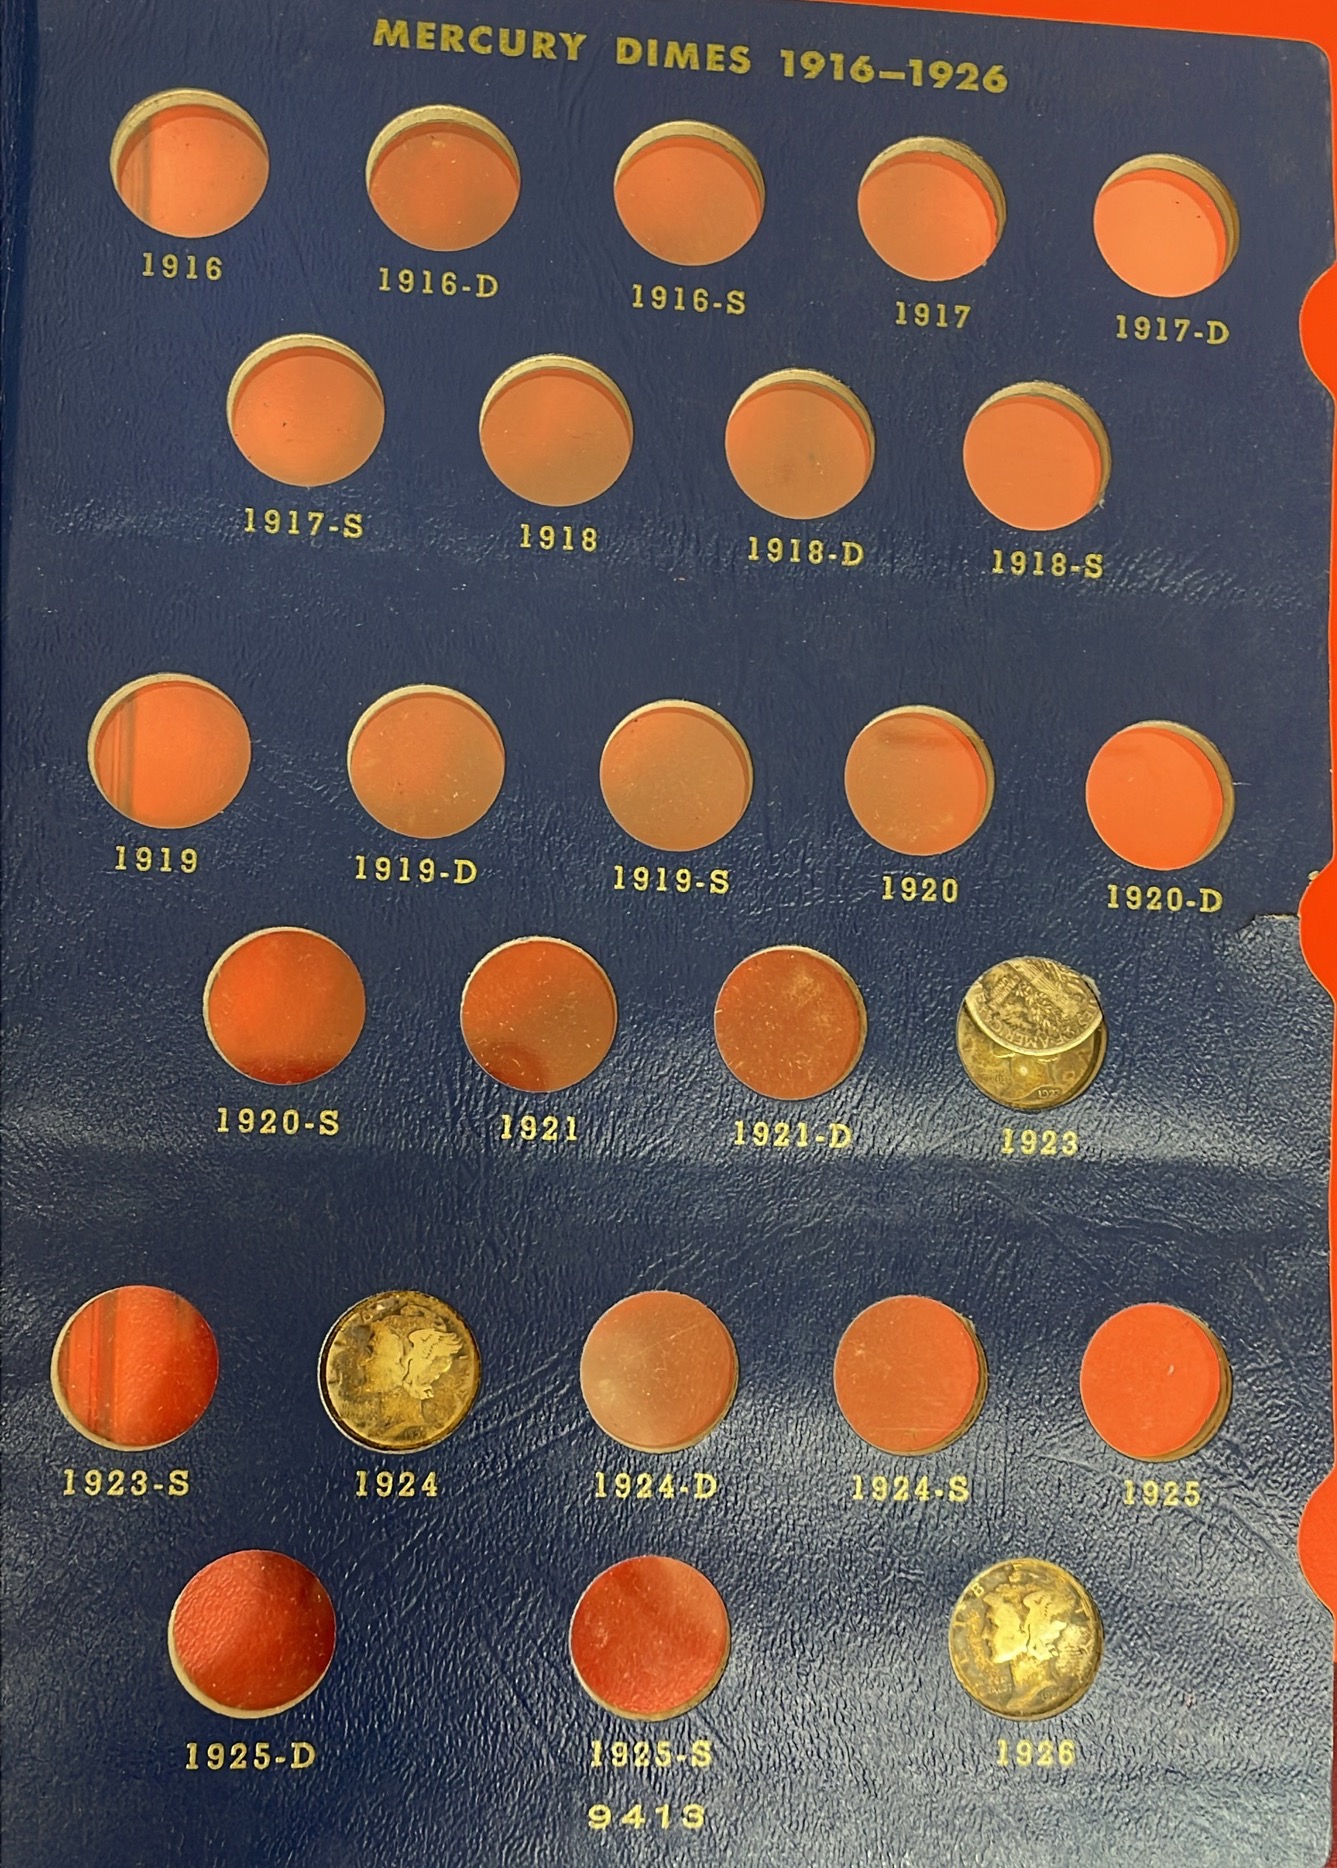 MERCURY DIMES 1916–1926
1916 1916-D 1916-S 1917 1917-D
1917-S 1918 1918-D 1918-S
1919 1919-D 1919-S 1920 1920-D
1920-S 1921 1921-D 1923
1923-S 1924 1924-D 1924-S 1925
1925-D 1925-S 1926
9413